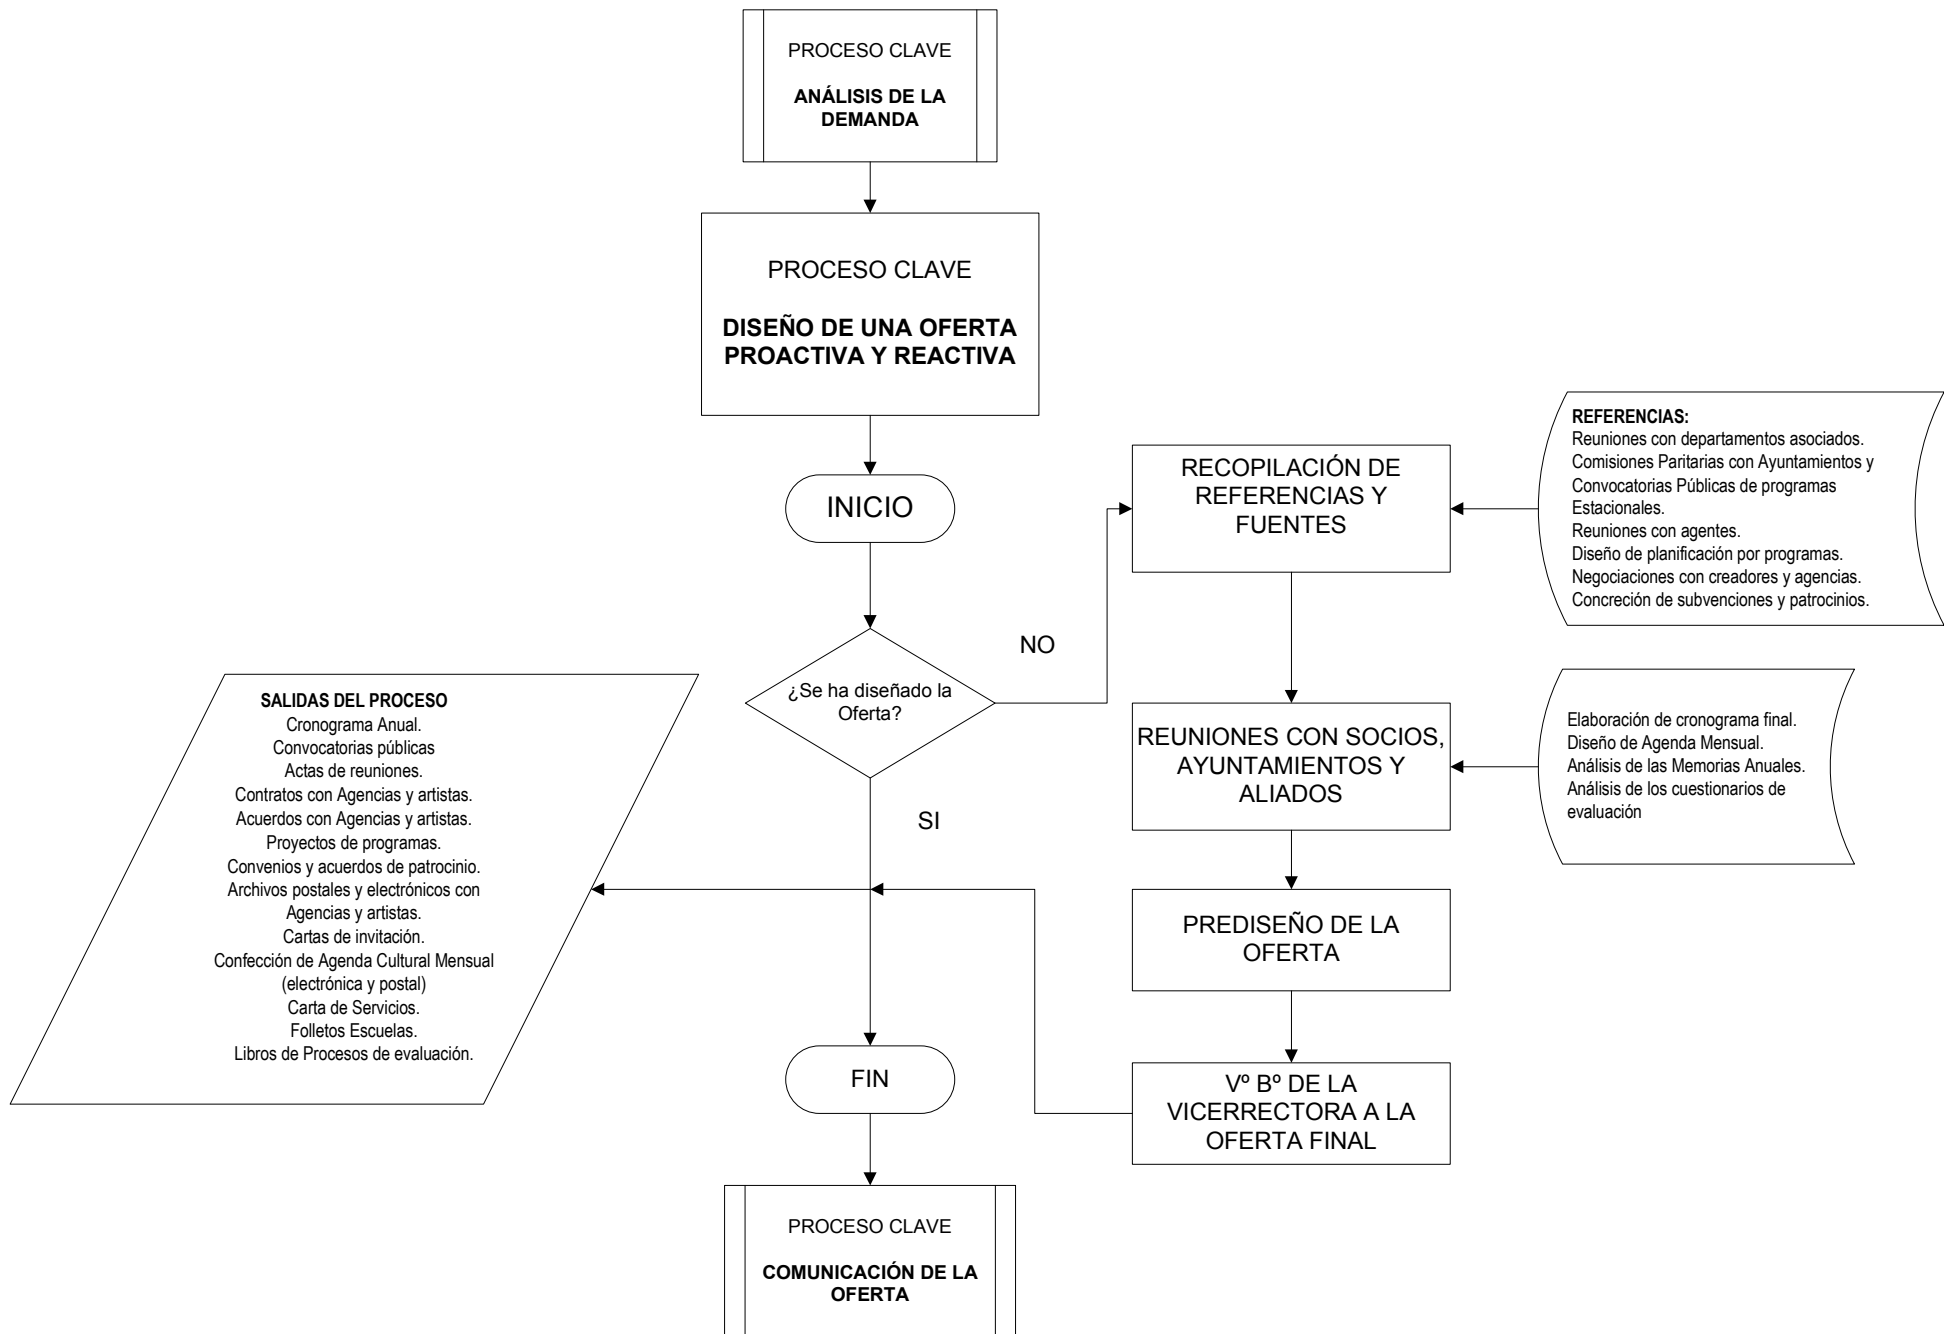 PROCESO CLAVE
ANÁLISIS DE LA
DEMANDA
PROCESO CLAVE
DISEÑO DE UNA OFERTA
PROACTIVA Y REACTIVA
INICIO
¿Se ha diseñado la
Oferta?
NO
SI
RECOPILACIÓN DE
REFERENCIAS Y
FUENTES
REFERENCIAS:
Reuniones con departamentos asociados.
Comisiones Paritarias con Ayuntamientos y
Convocatorias Públicas de programas
Estacionales.
Reuniones con agentes.
Diseño de planificación por programas.
Negociaciones con creadores y agencias.
Concreción de subvenciones y patrocinios.
REUNIONES CON SOCIOS,
AYUNTAMIENTOS Y
ALIADOS
Elaboración de cronograma final.
Diseño de Agenda Mensual.
Análisis de las Memorias Anuales.
Análisis de los cuestionarios de
evaluación
PREDISEÑO DE LA
OFERTA
Vº Bº DE LA
VICERRECTORA A LA
OFERTA FINAL
SALIDAS DEL PROCESO
Cronograma Anual.
Convocatorias públicas
Actas de reuniones.
Contratos con Agencias y artistas.
Acuerdos con Agencias y artistas.
Proyectos de programas.
Convenios y acuerdos de patrocinio.
Archivos postales y electrónicos con
Agencias y artistas.
Cartas de invitación.
Confección de Agenda Cultural Mensual
(electrónica y postal)
Carta de Servicios.
Folletos Escuelas.
Libros de Procesos de evaluación.
FIN
PROCESO CLAVE
COMUNICACIÓN DE LA
OFERTA